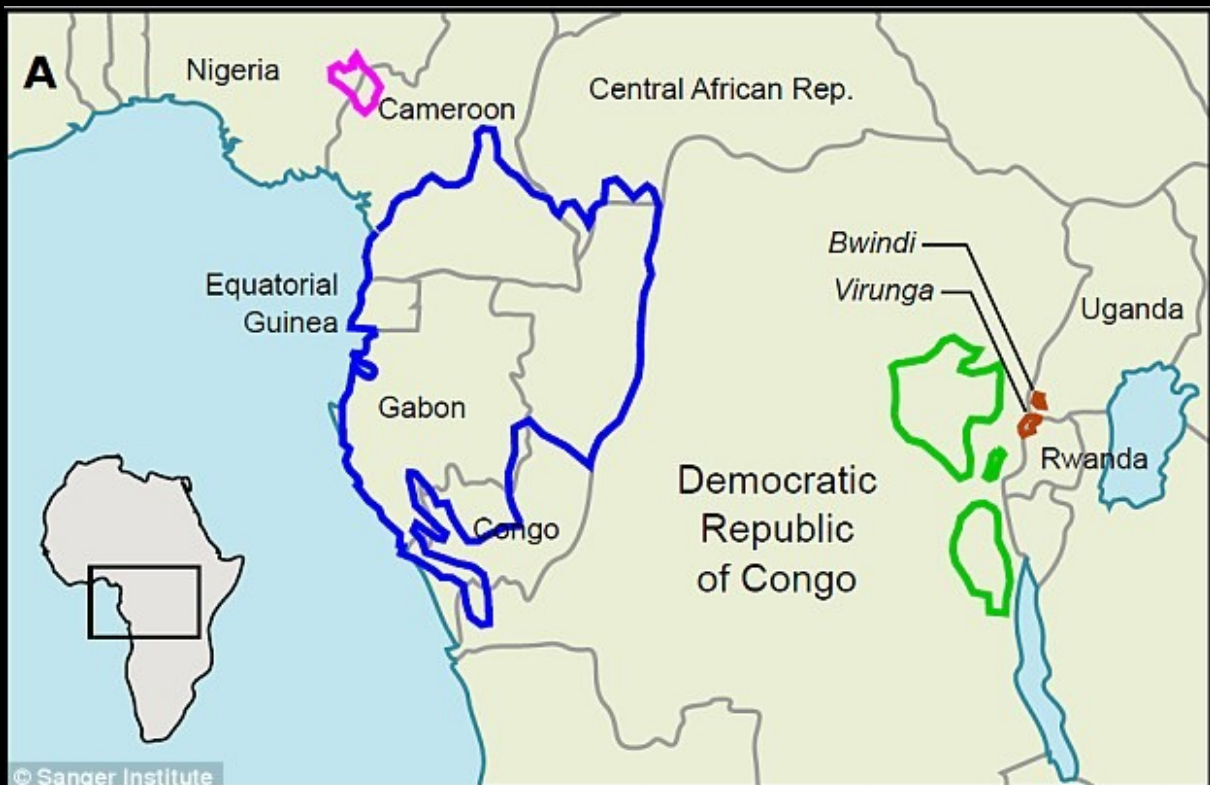 A
Nigeria
Cameroon
Central African Rep.
Bwindi
Virunga
Equatorial
Guinea
Uganda
Gabon
Rwanda
Democratic
Republic
of Congo
Congo
© Sanger Institute